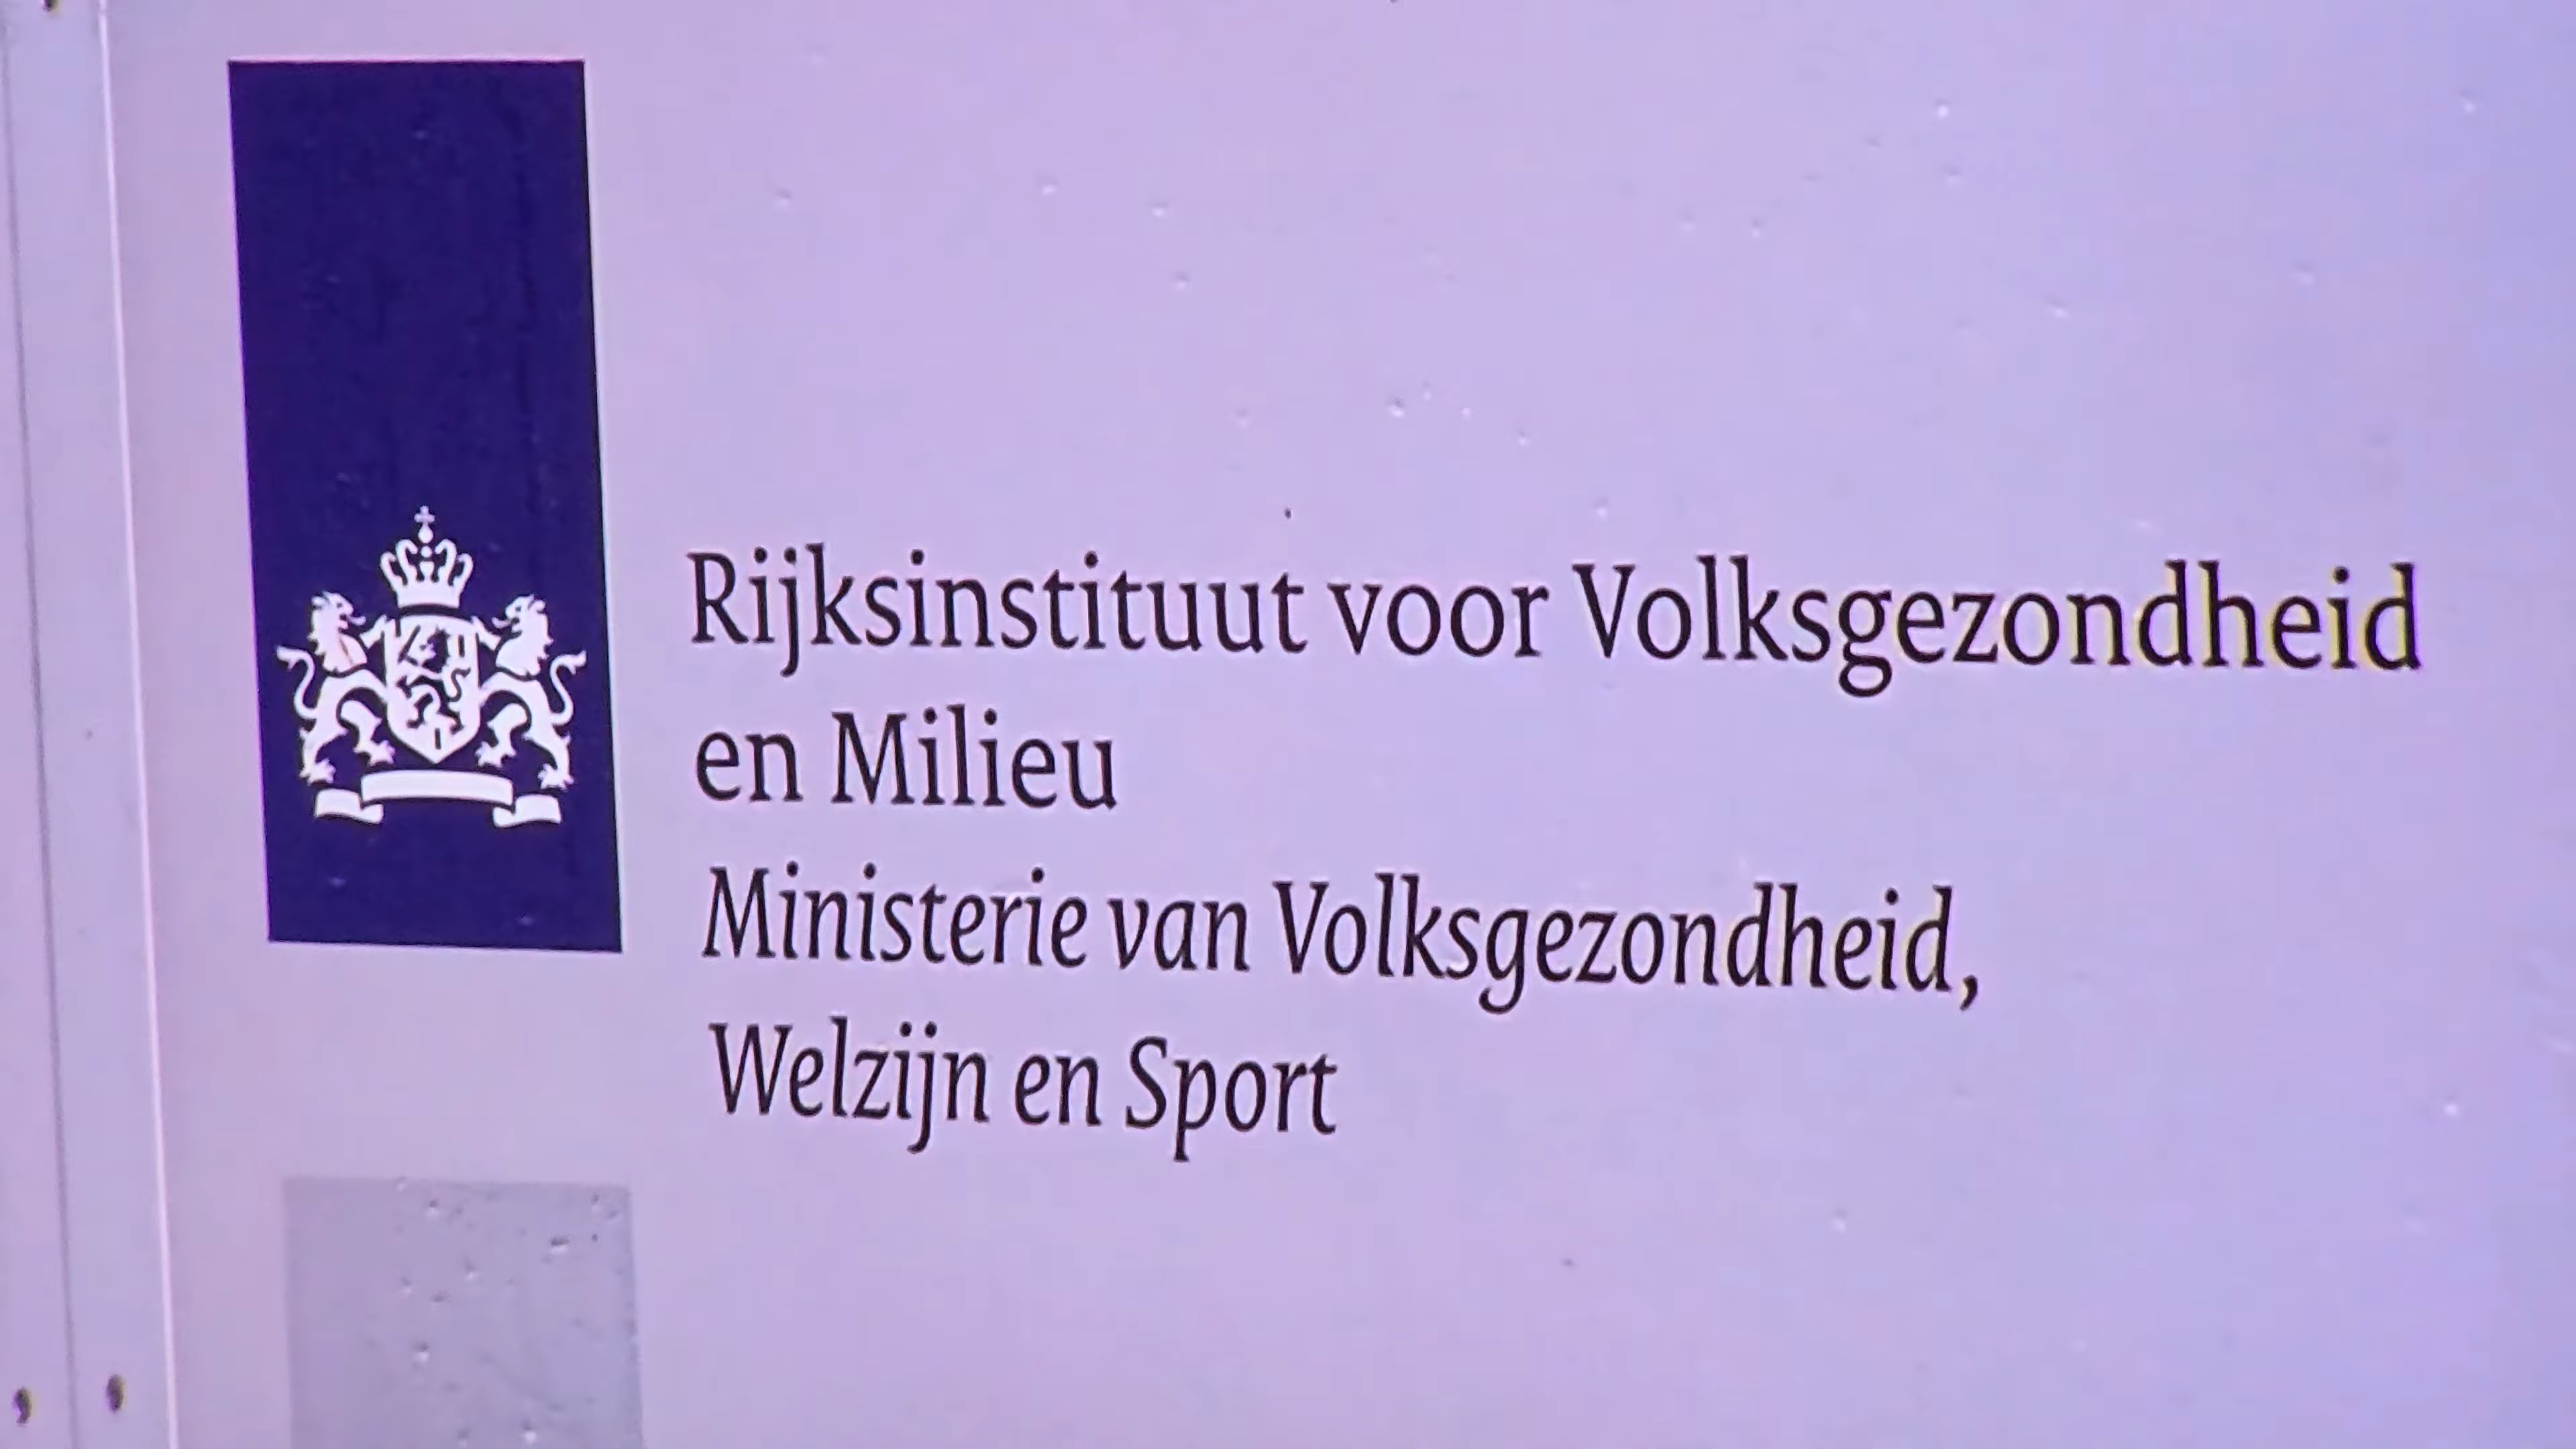 Rijksinstituut voor Volksgezondheid
en Milieu
Ministerie van Volksgezondheid,
Welzijn en Sport